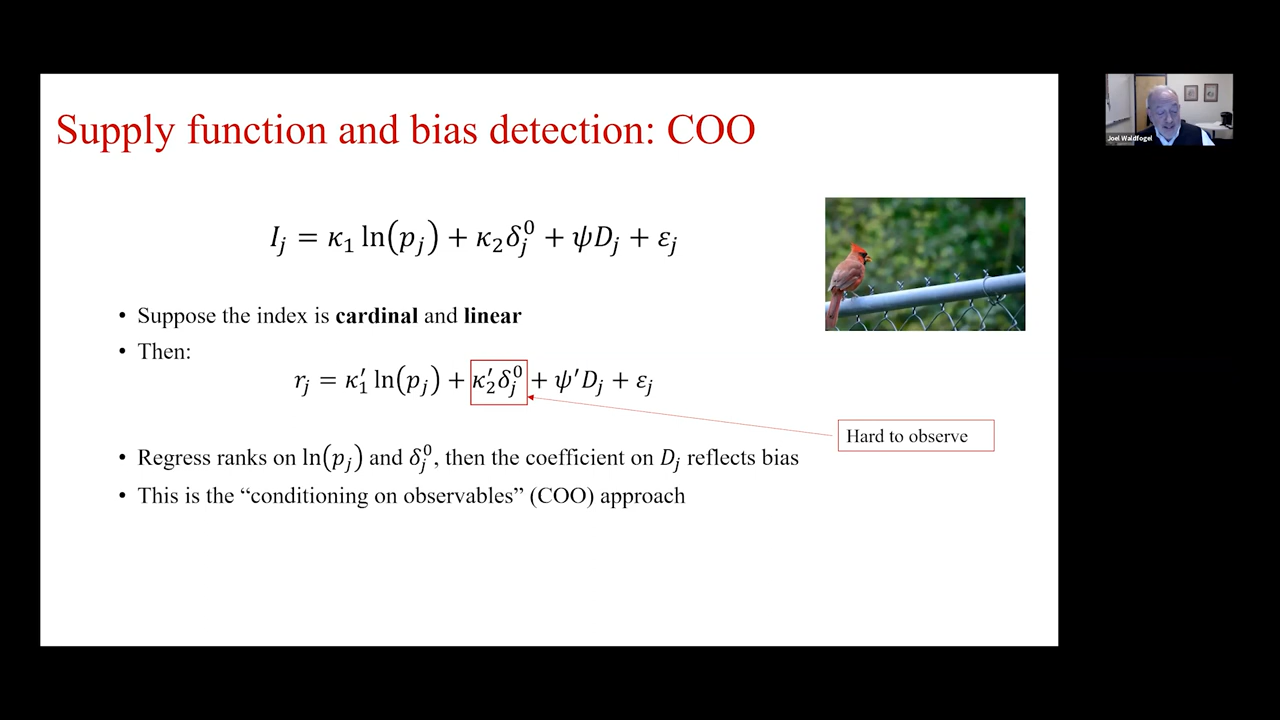 Supply function and bias detection: COO
Joel Waldfogel
I_j = κ_1 ln(p_j) + κ_2 δ_j^0 + ψD_j + ε_j
• Suppose the index is cardinal and linear
• Then:
r_j = κ_1′ ln(p_j) + κ_2′ δ_j^0 + ψ′D_j + ε_j
Hard to observe
• Regress ranks on ln(p_j) and δ_j^0, then the coefficient on D_j reflects bias
• This is the “conditioning on observables” (COO) approach